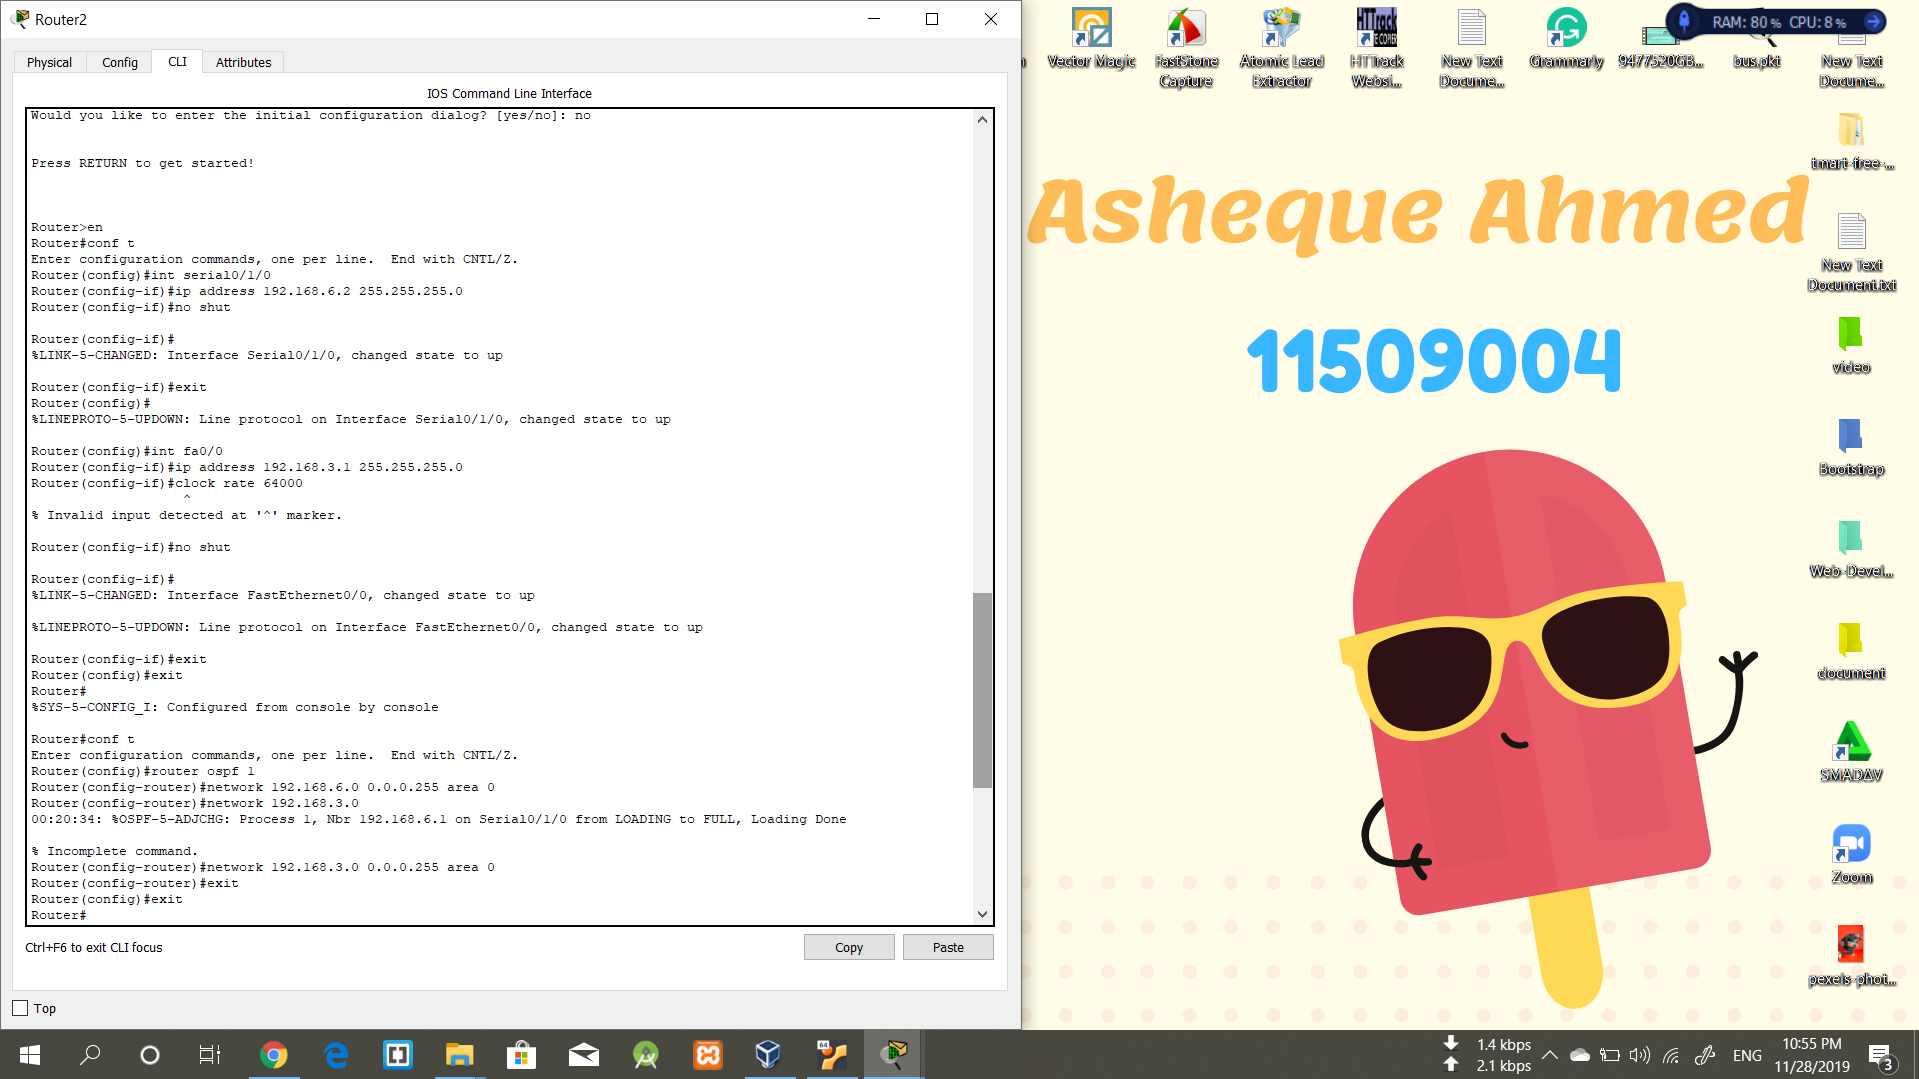 Router2
Physical
Config
CLI
Attributes
IOS Command Line Interface
Would you like to enter the initial configuration dialog? [yes/no]: no
Press RETURN to get started!
Router>en
Router#conf t
Enter configuration commands, one per line.  End with CNTL/Z.
Router(config)#int serial0/1/0
Router(config-if)#ip address 192.168.6.2 255.255.255.0
Router(config-if)#no shut
Router(config-if)#
%LINK-5-CHANGED: Interface Serial0/1/0, changed state to up
Router(config-if)#exit
Router(config)#
%LINEPROTO-5-UPDOWN: Line protocol on Interface Serial0/1/0, changed state to up
Router(config)#int fa0/0
Router(config-if)#ip address 192.168.3.1 255.255.255.0
Router(config-if)#clock rate 64000
^
% Invalid input detected at '^' marker.
Router(config-if)#no shut
Router(config-if)#
%LINK-5-CHANGED: Interface FastEthernet0/0, changed state to up
%LINEPROTO-5-UPDOWN: Line protocol on Interface FastEthernet0/0, changed state to up
Router(config-if)#exit
Router(config)#exit
Router#
%SYS-5-CONFIG_I: Configured from console by console
Router#conf t
Enter configuration commands, one per line.  End with CNTL/Z.
Router(config)#router ospf 1
Router(config-router)#network 192.168.6.0 0.0.0.255 area 0
Router(config-router)#network 192.168.3.0
00:20:34: %OSPF-5-ADJCHG: Process 1, Nbr 192.168.6.1 on Serial0/1/0 from LOADING to FULL, Loading Done
% Incomplete command.
Router(config-router)#network 192.168.3.0 0.0.0.255 area 0
Router(config-router)#exit
Router(config)#exit
Router#
Ctrl+F6 to exit CLI focus
Copy
Paste
Top
RAM: 80 % CPU: 8 %
Vector Magic
FastStone
Capture
Atomic Lead
Extractor
HTTrack
Websi...
New Text
Docume...
Grammarly
9477520GB...
bus.pkt
New Text
Docume...
tmart-free-...
New Text
Document.txt
video
Bootstrap
Web-Devel...
document
SMADAV
Zoom
pexels-phot...
Asheque Ahmed
11509004
64
1.4 kbps
2.1 kbps
ENG
10:55 PM
11/28/2019
3